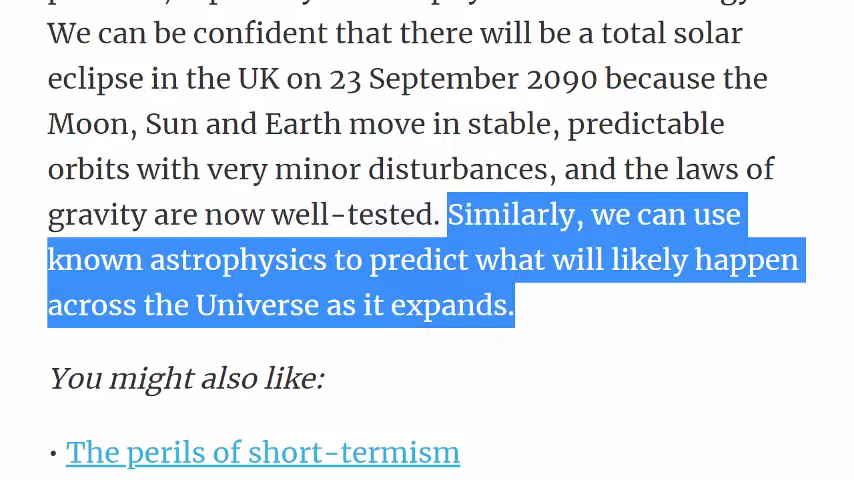 We can be confident that there will be a total solar
eclipse in the UK on 23 September 2090 because the
Moon, Sun and Earth move in stable, predictable
orbits with very minor disturbances, and the laws of
gravity are now well-tested. Similarly, we can use
known astrophysics to predict what will likely happen
across the Universe as it expands.
You might also like:
• The perils of short-termism